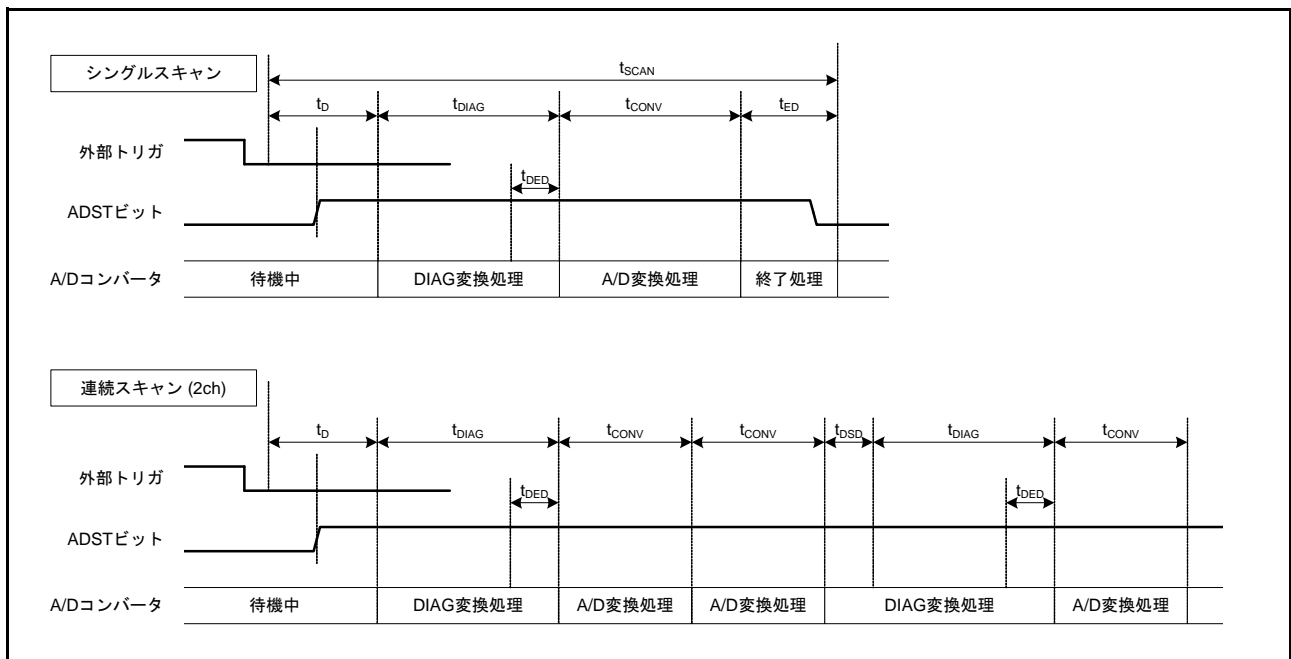 シングルスキャン
tSCAN
tD tDIAG tCONV tED
外部トリガ
tDED
ADSTビット
A/Dコンバータ 待機中 DIAG変換処理 A/D変換処理 終了処理
連続スキャン (2ch)
tD tDIAG tCONV tCONV tDSD tDIAG tCONV
外部トリガ
tDED tDED
ADSTビット
A/Dコンバータ 待機中 DIAG変換処理 A/D変換処理 A/D変換処理 DIAG変換処理 A/D変換処理